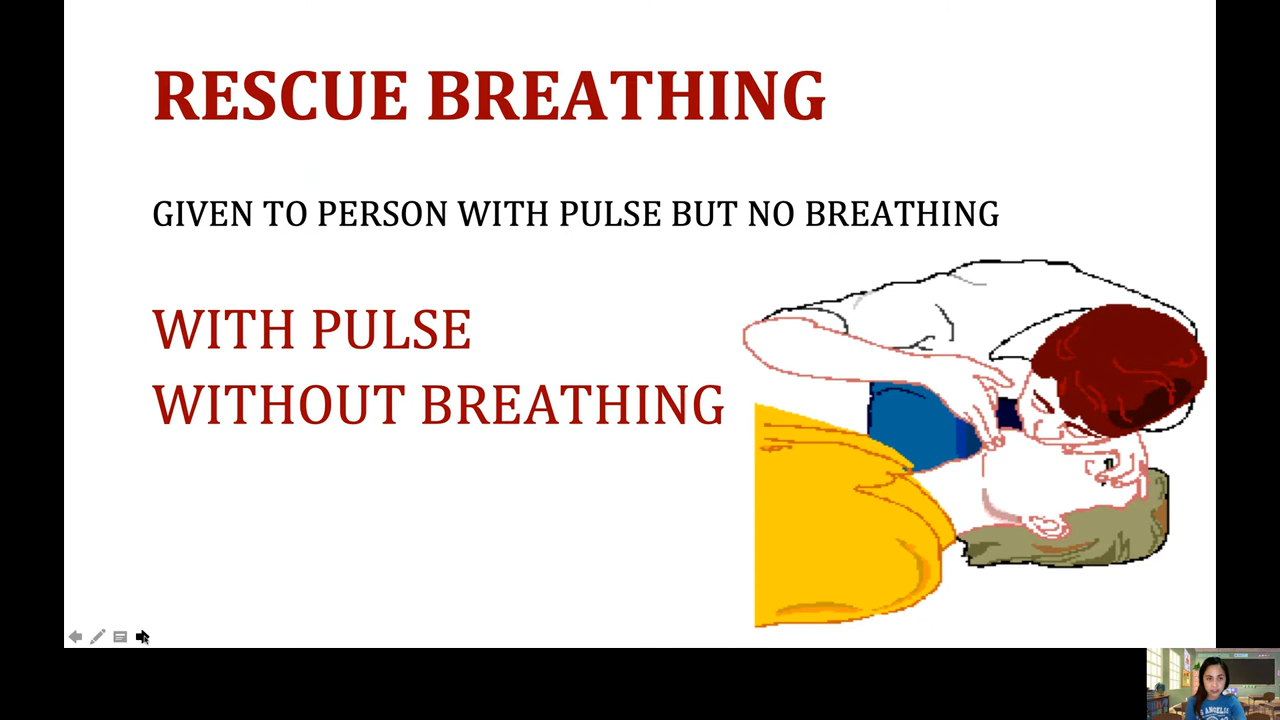 RESCUE BREATHING
GIVEN TO PERSON WITH PULSE BUT NO BREATHING
WITH PULSE
WITHOUT BREATHING